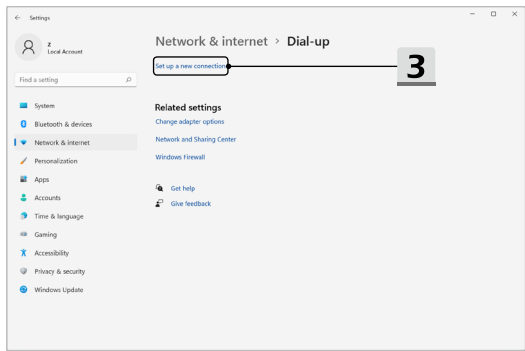 Settings
z
Local Account
Find a setting
System
Bluetooth & devices
Network & internet
Personalization
Apps
Accounts
Time & language
Gaming
Accessibility
Privacy & security
Windows Update
Network & internet > Dial-up
Set up a new connection
3
Related settings
Change adapter options
Network and Sharing Center
Windows Firewall
Get help
Give feedback